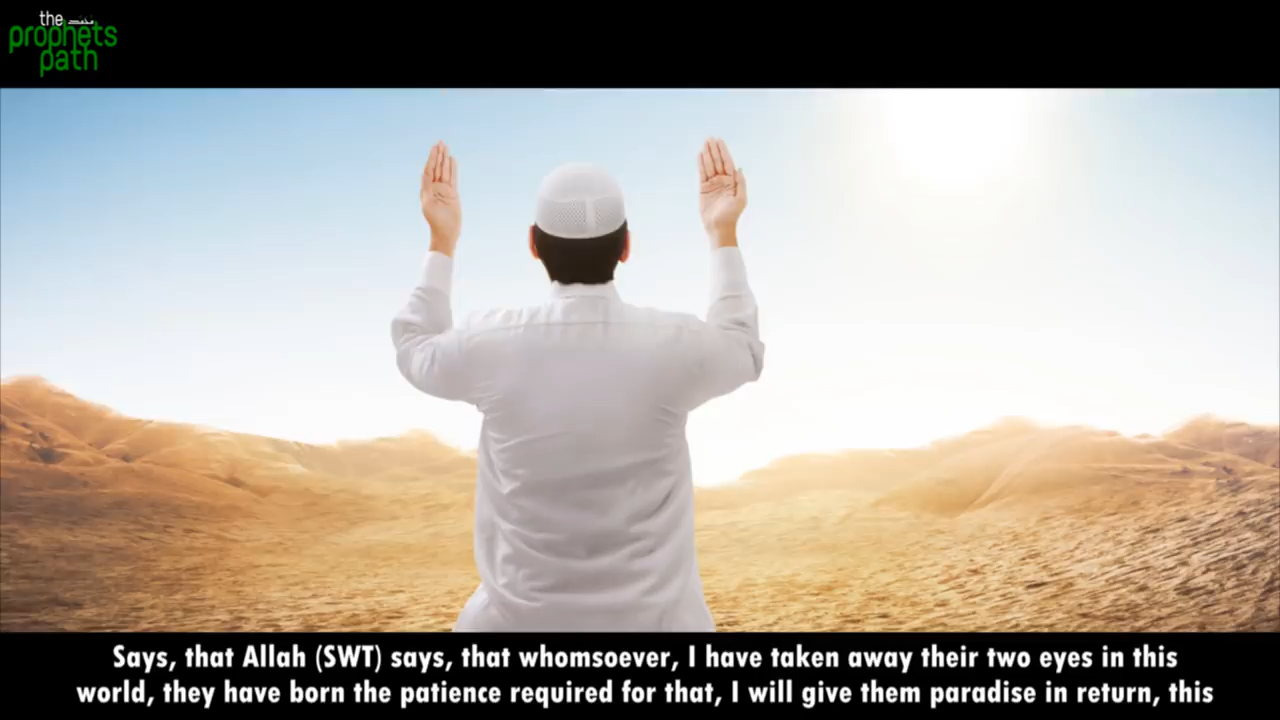 the محمد
prophets
path
Says, that Allah (SWT) says, that whomsoever, I have taken away their two eyes in this
world, they have born the patience required for that, I will give them paradise in return, this